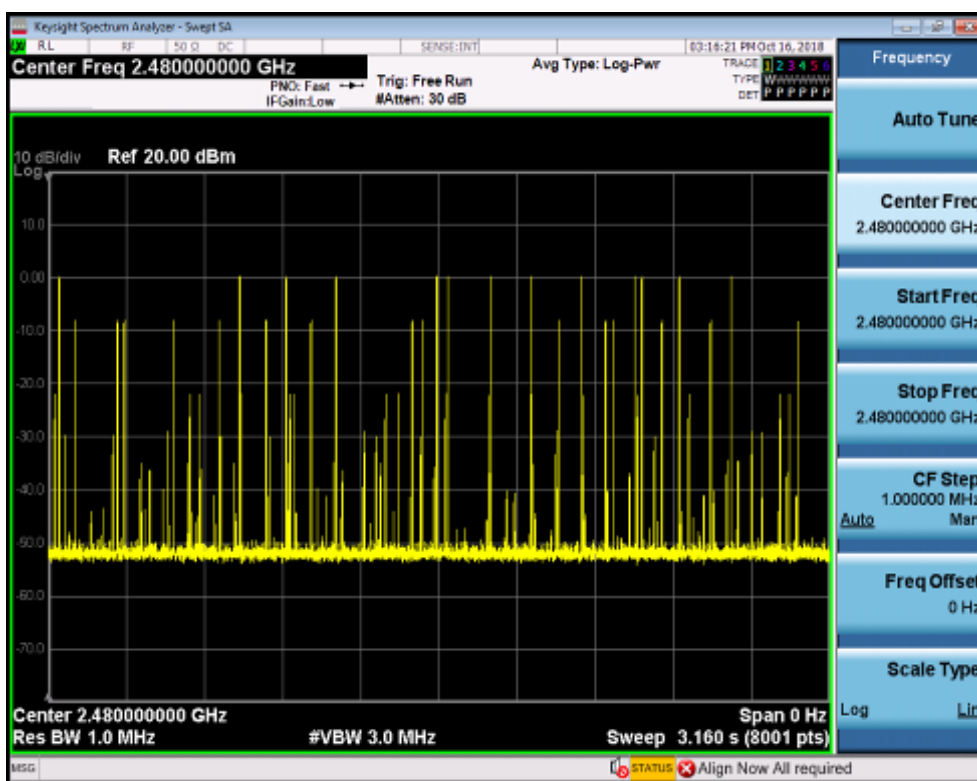 Keysight Spectrum Analyzer - Swept SA
RL RF 50 Ω DC SENSE:INT 03:16:21 PM Oct 16, 2018
Center Freq 2.480000000 GHz
PNO: Fast
IFGain:Low
Trig: Free Run
#Atten: 30 dB
Avg Type: Log-Pwr
TRACE 1 2 3 4 5 6
TYPE WWWWWW
DET P P P P P P
10 dB/div Ref 20.00 dBm
Log
10.0
0.00
-10.0
-20.0
-30.0
-40.0
-50.0
-60.0
-70.0
Center 2.480000000 GHz Span 0 Hz
Res BW 1.0 MHz #VBW 3.0 MHz Sweep 3.160 s (8001 pts)
MSG STATUS Align Now All required
Frequency
Auto Tune
Center Freq
2.480000000 GHz
Start Freq
2.480000000 GHz
Stop Freq
2.480000000 GHz
CF Step
1.000000 MHz
Auto Man
Freq Offset
0 Hz
Scale Type
Log Lin